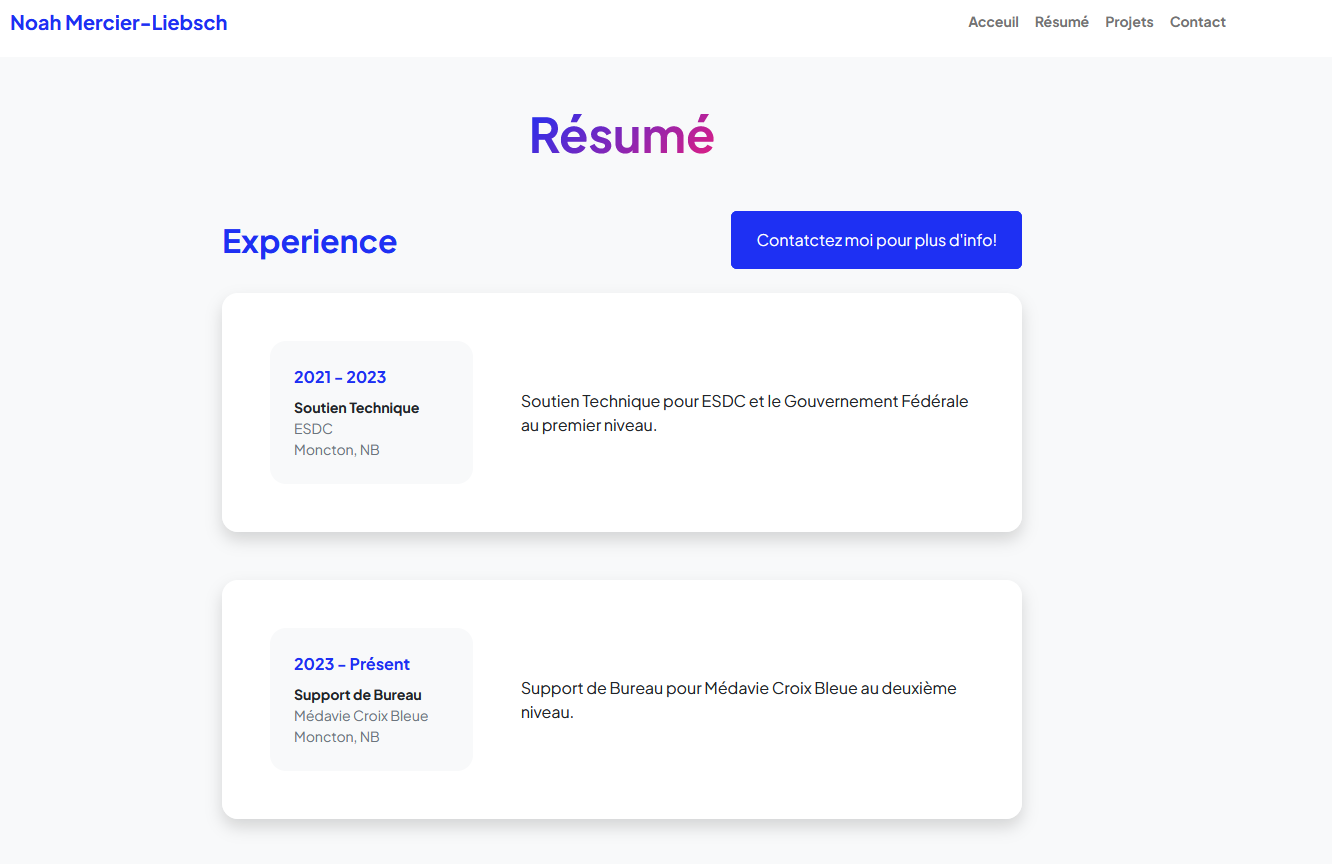 Noah Mercier-Liebsch
Acceuil Résumé Projets Contact
Résumé
Experience
Contatctez moi pour plus d'info!
2021 - 2023
Soutien Technique
ESDC
Moncton, NB
Soutien Technique pour ESDC et le Gouvernement Fédérale
au premier niveau.
2023 - Présent
Support de Bureau
Médavie Croix Bleue
Moncton, NB
Support de Bureau pour Médavie Croix Bleue au deuxième
niveau.